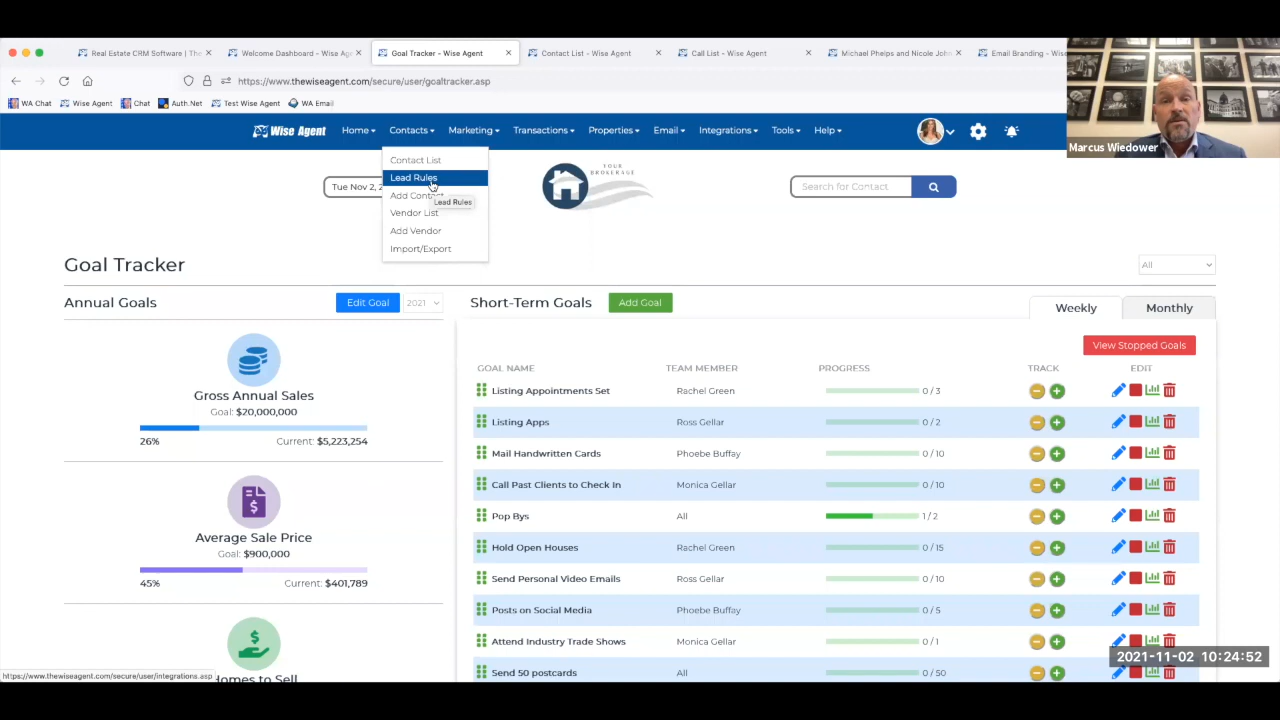 Real Estate CRM Software | The
Welcome Dashboard - Wise Age
Goal Tracker - Wise Agent
Contact List - Wise Agent
Call List - Wise Agent
Michael Phelps and Nicole John
Email Branding - Wis
https://www.thewiseagent.com/secure/user/goaltracker.asp
WA Chat
Wise Agent
Chat
Auth.Net
Test Wise Agent
WA Email
Marcus Wiedower
Wise Agent
Home
Contacts
Marketing
Transactions
Properties
Email
Integrations
Tools
Help
Contact List
Lead Rules
Add Contact
Lead Rules
Vendor List
Add Vendor
Import/Export
Tue Nov 2, 2
YOUR
BROKERAGE
Search for Contact
Goal Tracker
All
Annual Goals
Edit Goal
2021
Short-Term Goals
Add Goal
Weekly
Monthly
View Stopped Goals
Gross Annual Sales
Goal: $20,000,000
26%
Current: $5,223,254
Average Sale Price
Goal: $900,000
45%
Current: $401,789
Homes to Sell
GOAL NAME TEAM MEMBER PROGRESS TRACK EDIT
Listing Appointments Set Rachel Green 0 / 3
Listing Apps Ross Gellar 0 / 2
Mail Handwritten Cards Phoebe Buffay 0 / 10
Call Past Clients to Check In Monica Gellar 0 / 10
Pop Bys All 1 / 2
Hold Open Houses Rachel Green 0 / 15
Send Personal Video Emails Ross Gellar 0 / 10
Posts on Social Media Phoebe Buffay 0 / 5
Attend Industry Trade Shows Monica Gellar 0 / 1
Send 50 postcards All 0 / 50
2021-11-02 10:24:52
https://www.thewiseagent.com/secure/user/integrations.asp